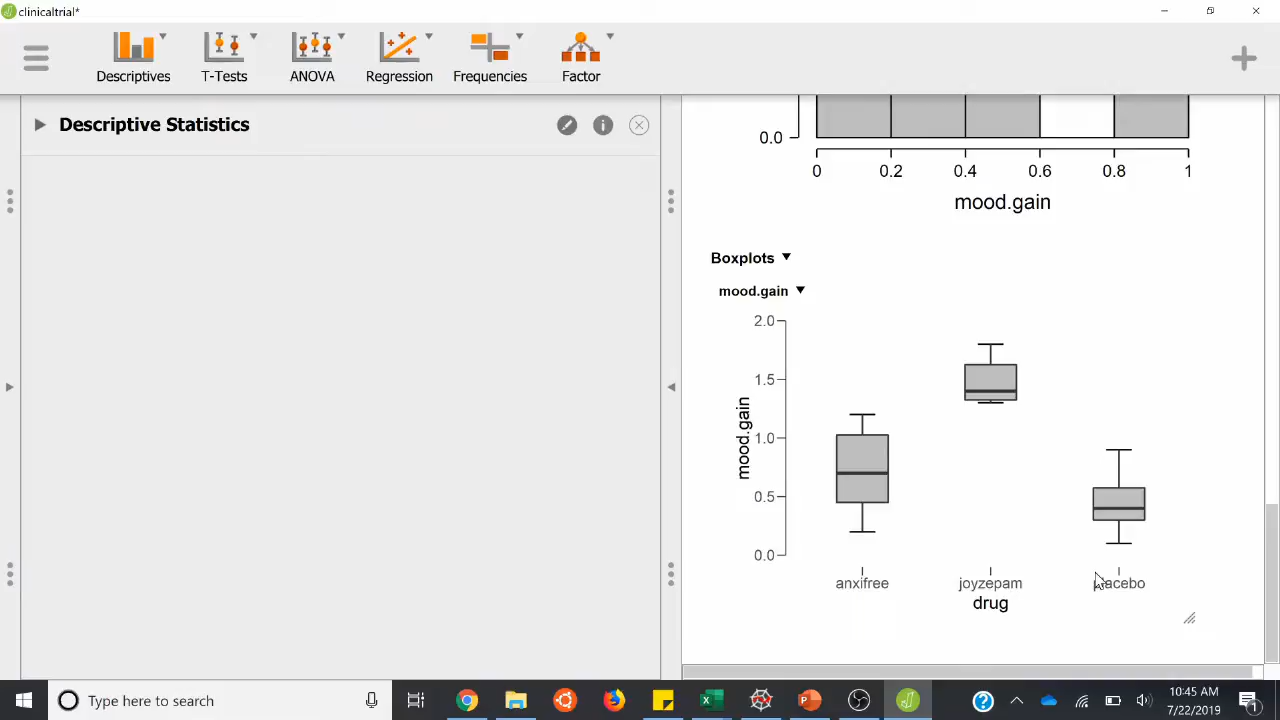 clinicaltrial*
Descriptives
T-Tests
ANOVA
Regression
Frequencies
Factor
Descriptive Statistics
0.0
0 0.2 0.4 0.6 0.8 1
mood.gain
Boxplots
mood.gain
2.0
1.5
1.0
0.5
0.0
mood.gain
anxifree joyzepam placebo
drug
Type here to search
10:45 AM
7/22/2019
1